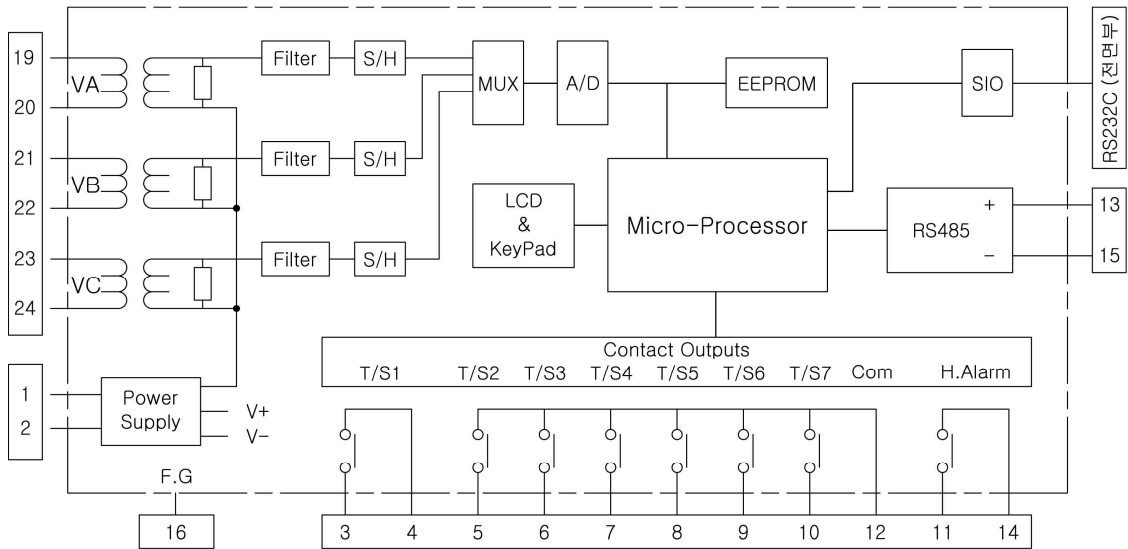 19
20
21
22
23
24
1
2
VA
VB
VC
Filter
S/H
Filter
S/H
Filter
S/H
MUX
A/D
EEPROM
SIO
RS232C (전면부)
LCD
&
KeyPad
Micro-Processor
RS485
+
−
13
15
Power
Supply
V+
V-
F.G
16
Contact Outputs
T/S1 T/S2 T/S3 T/S4 T/S5 T/S6 T/S7 Com H.Alarm
3 4 5 6 7 8 9 10 12 11 14